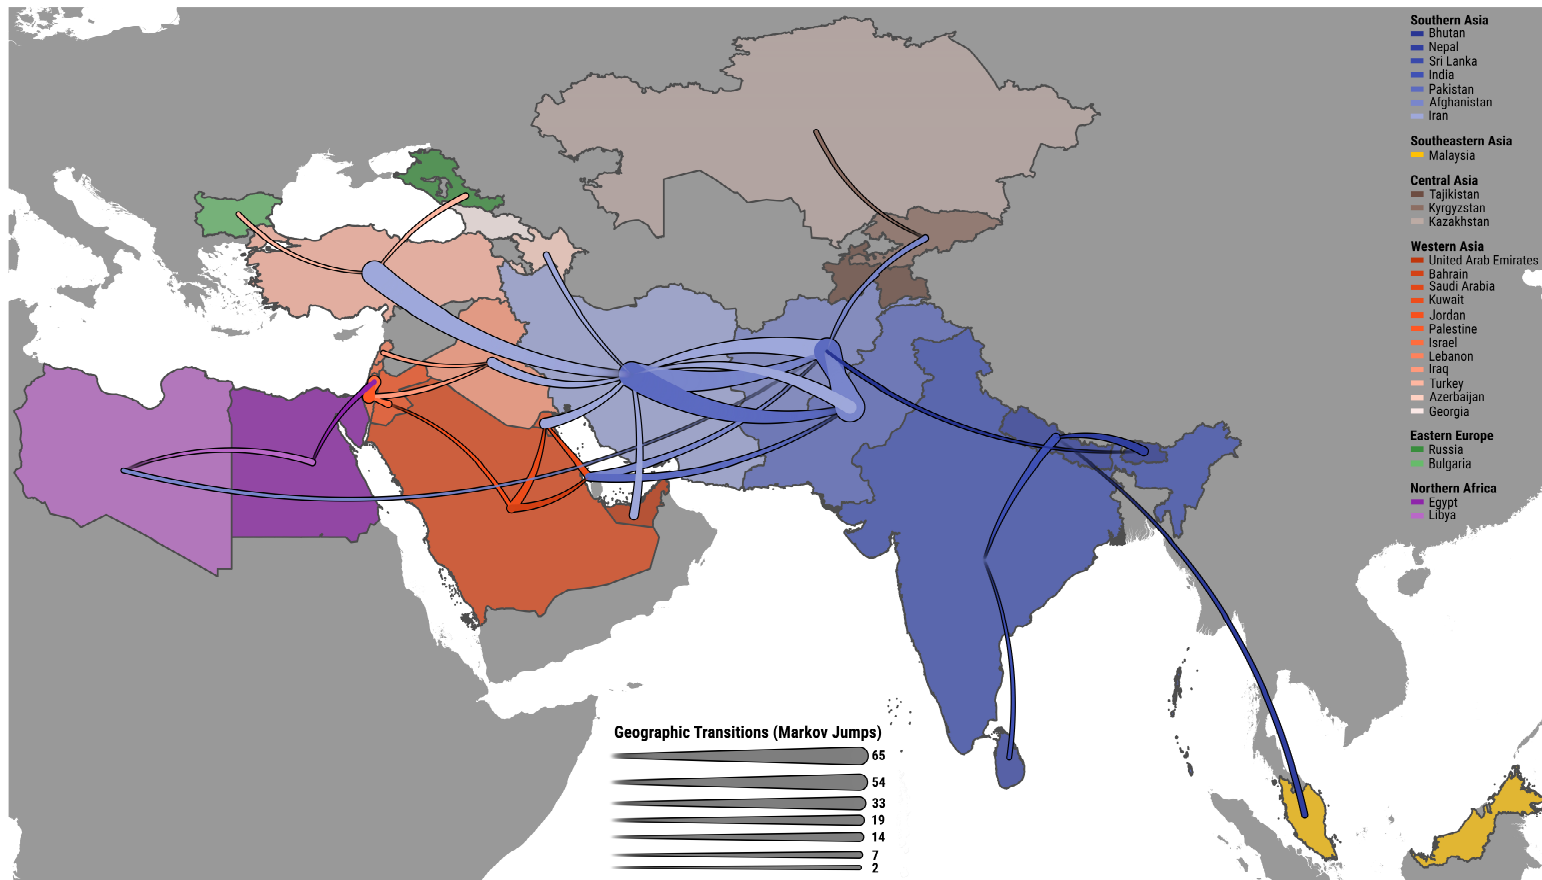 Southern Asia
Bhutan
Nepal
Sri Lanka
India
Pakistan
Afghanistan
Iran
Southeastern Asia
Malaysia
Central Asia
Tajikistan
Kyrgyzstan
Kazakhstan
Western Asia
United Arab Emirates
Bahrain
Saudi Arabia
Kuwait
Jordan
Palestine
Israel
Lebanon
Iraq
Turkey
Azerbaijan
Georgia
Eastern Europe
Russia
Bulgaria
Northern Africa
Egypt
Libya
Geographic Transitions (Markov Jumps)
65
54
33
19
14
7
2